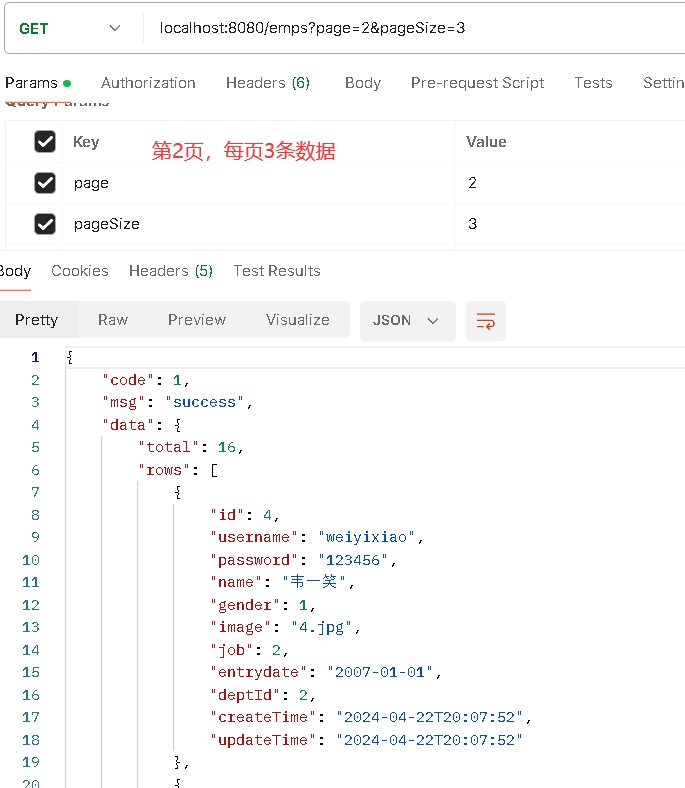 GET localhost:8080/emps?page=2&pageSize=3
Params Authorization Headers (6) Body Pre-request Script Tests Settin
Query Params
Key Value
第2页，每页3条数据
page 2
pageSize 3
Body Cookies Headers (5) Test Results
Pretty Raw Preview Visualize JSON
1 {
2 "code": 1,
3 "msg": "success",
4 "data": {
5 "total": 16,
6 "rows": [
7 {
8 "id": 4,
9 "username": "weiyixiao",
10 "password": "123456",
11 "name": "韦一笑",
12 "gender": 1,
13 "image": "4.jpg",
14 "job": 2,
15 "entrydate": "2007-01-01",
16 "deptId": 2,
17 "createTime": "2024-04-22T20:07:52",
18 "updateTime": "2024-04-22T20:07:52"
19 },
20 {